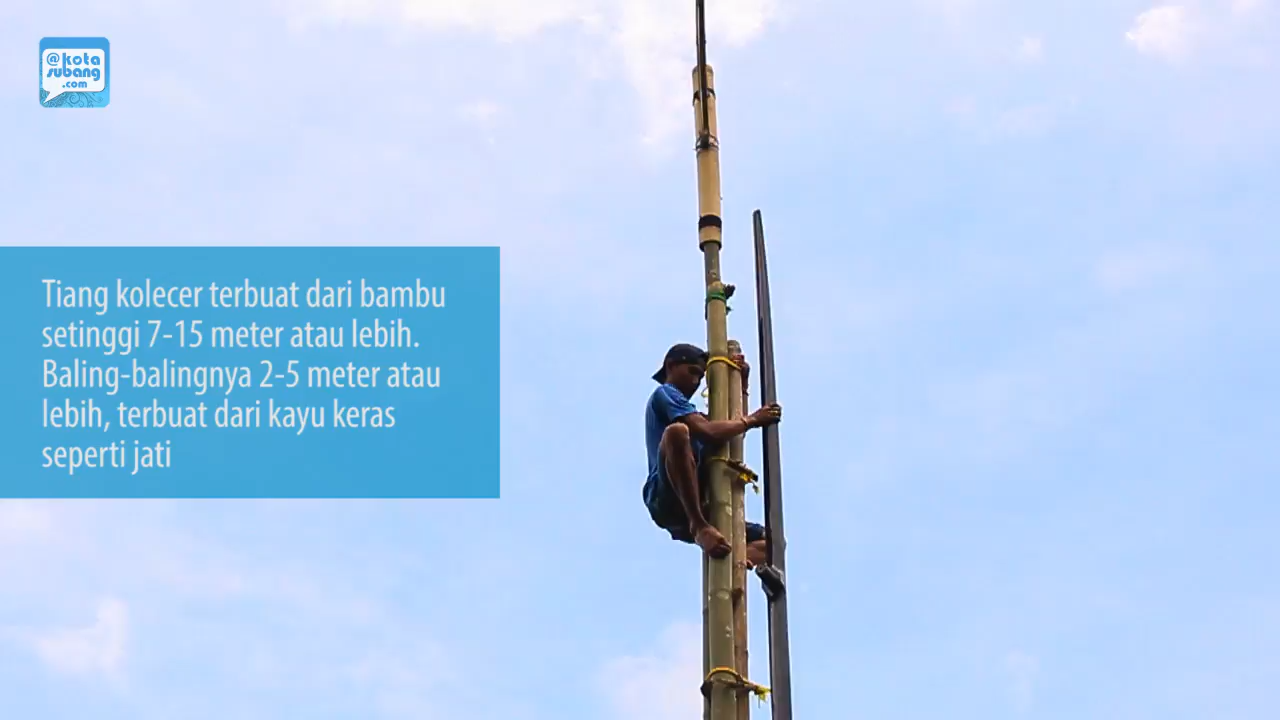 @kota
subang
.com
Tiang kolecer terbuat dari bambu
setinggi 7-15 meter atau lebih.
Baling-balingnya 2-5 meter atau
lebih, terbuat dari kayu keras
seperti jati